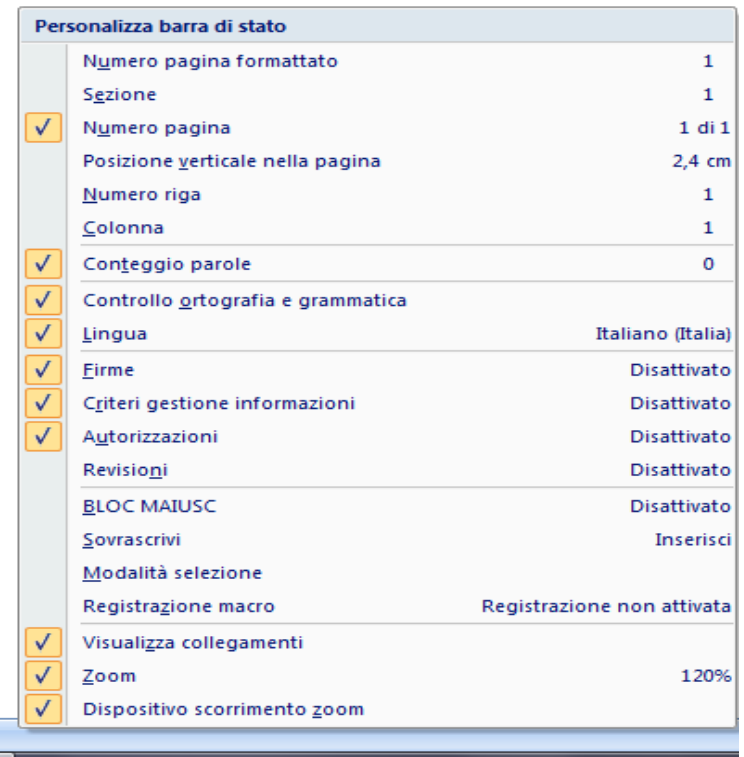 Personalizza barra di stato
Numero pagina formattato 1
Sezione 1
Numero pagina 1 di 1
Posizione verticale nella pagina 2,4 cm
Numero riga 1
Colonna 1
Conteggio parole 0
Controllo ortografia e grammatica
Lingua Italiano (Italia)
Firme Disattivato
Criteri gestione informazioni Disattivato
Autorizzazioni Disattivato
Revisioni Disattivato
BLOC MAIUSC Disattivato
Sovrascrivi Inserisci
Modalità selezione
Registrazione macro Registrazione non attivata
Visualizza collegamenti
Zoom 120%
Dispositivo scorrimento zoom